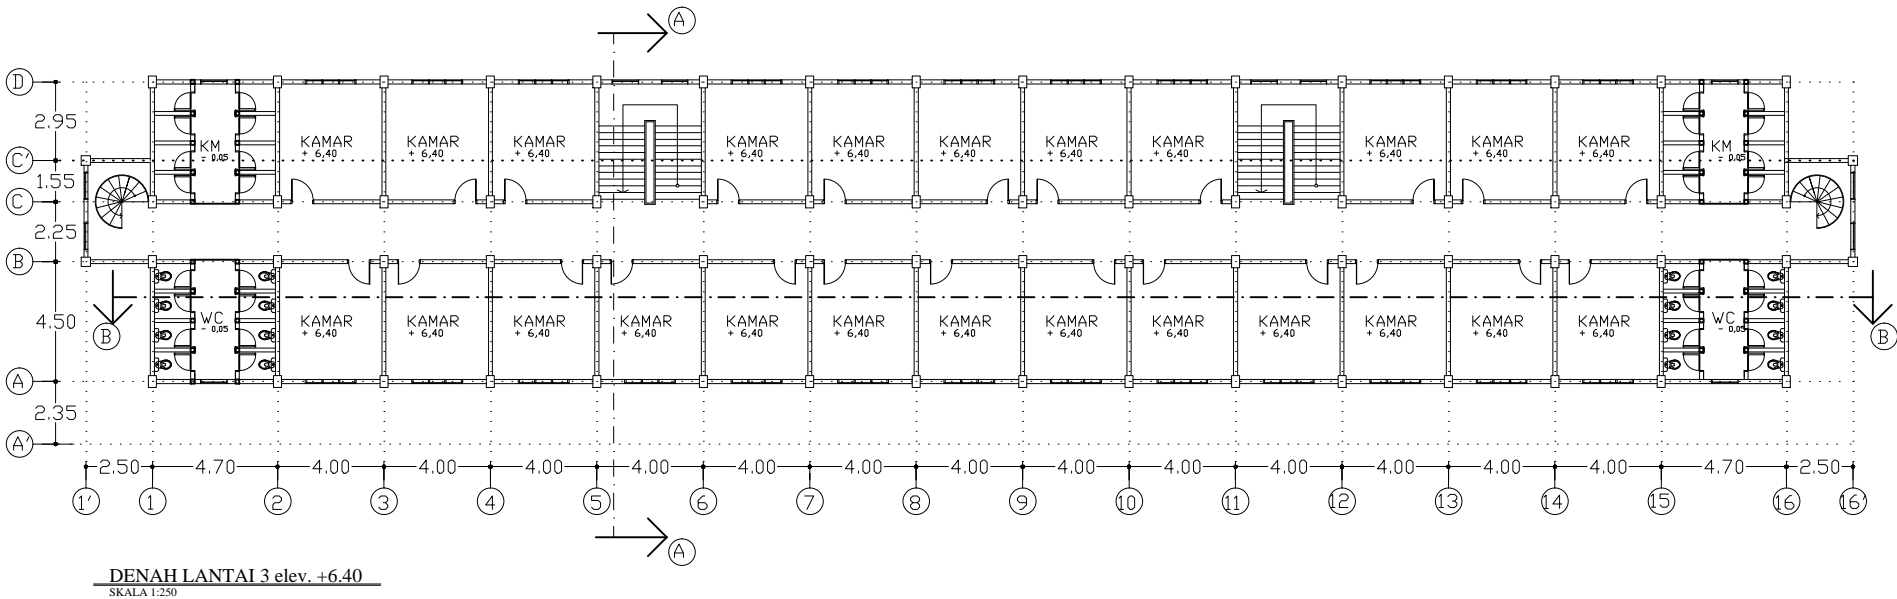 A
D
2.95
C'
1.55
C
2.25
B
4.50
A
2.35
A'
KM
- 0,05
KAMAR
+ 6,40
KAMAR
+ 6,40
KAMAR
+ 6,40
KAMAR
+ 6,40
KAMAR
+ 6,40
KAMAR
+ 6,40
KAMAR
+ 6,40
KAMAR
+ 6,40
KAMAR
+ 6,40
KAMAR
+ 6,40
KAMAR
+ 6,40
KM
- 0,05
B
WC
- 0,05
KAMAR
+ 6,40
KAMAR
+ 6,40
KAMAR
+ 6,40
KAMAR
+ 6,40
KAMAR
+ 6,40
KAMAR
+ 6,40
KAMAR
+ 6,40
KAMAR
+ 6,40
KAMAR
+ 6,40
KAMAR
+ 6,40
KAMAR
+ 6,40
KAMAR
+ 6,40
KAMAR
+ 6,40
WC
- 0,05
B
2.50 4.70 4.00 4.00 4.00 4.00 4.00 4.00 4.00 4.00 4.00 4.00 4.00 4.00 4.00 4.70 2.50
1' 1 2 3 4 5 6 7 8 9 10 11 12 13 14 15 16 16'
A
DENAH LANTAI 3 elev. +6.40
SKALA 1:250